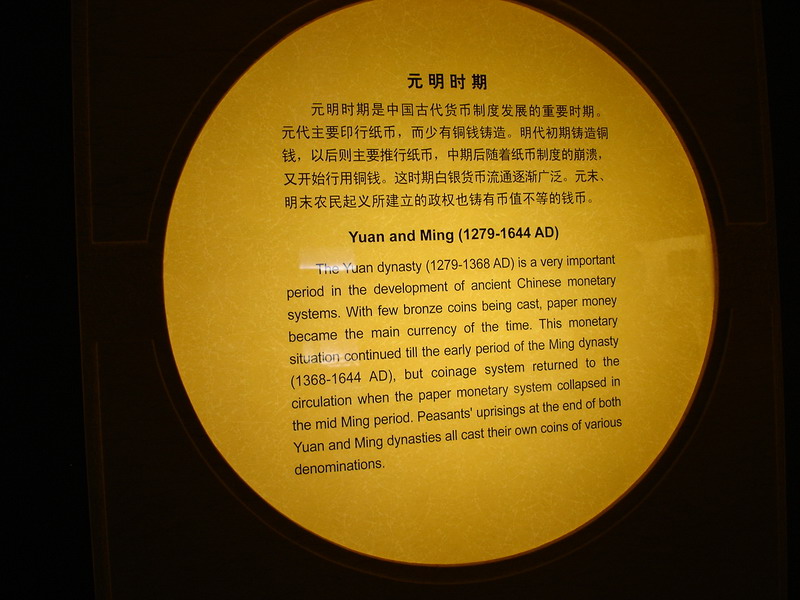 元明时期
元明时期是中国古代货币制度发展的重要时期。
元代主要印行纸币，而少有铜钱铸造。明代初期铸造铜
钱，以后则主要推行纸币，中期后随着纸币制度的崩溃，
又开始行用铜钱。这时期白银货币流通逐渐广泛。元末、
明末农民起义所建立的政权也铸有币值不等的钱币。
Yuan and Ming (1279-1644 AD)
The Yuan dynasty (1279-1368 AD) is a very important
period in the development of ancient Chinese monetary
systems. With few bronze coins being cast, paper money
became the main currency of the time. This monetary
situation continued till the early period of the Ming dynasty
(1368-1644 AD), but coinage system returned to the
circulation when the paper monetary system collapsed in
the mid Ming period. Peasants' uprisings at the end of both
Yuan and Ming dynasties all cast their own coins of various
denominations.